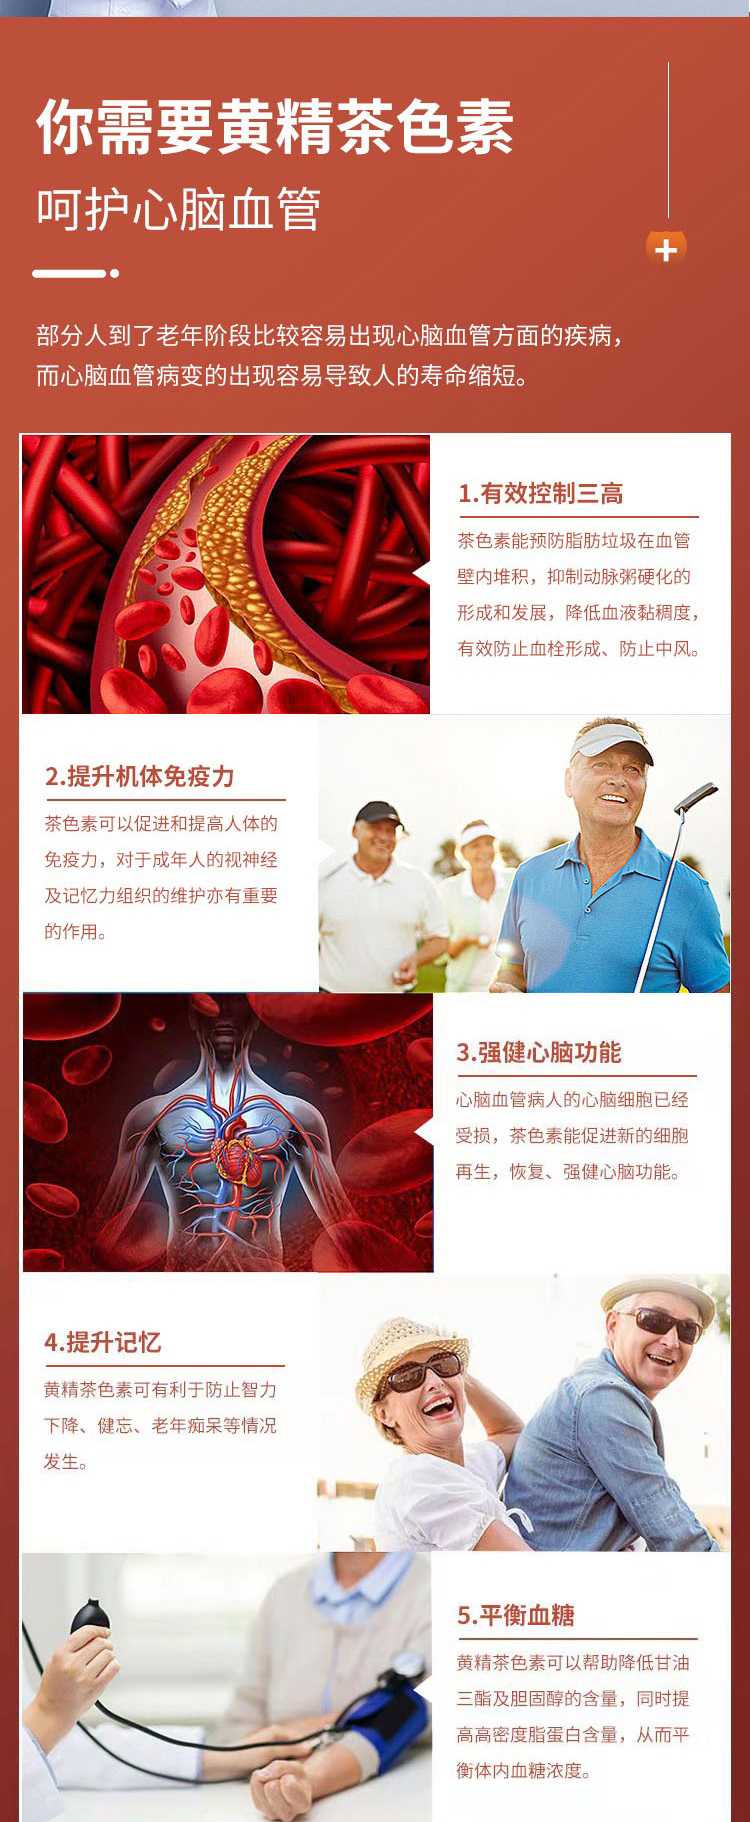 你需要黄精茶色素
呵护心脑血管
部分人到了老年阶段比较容易出现心脑血管方面的疾病，
而心脑血管病变的出现容易导致人的寿命缩短。
1.有效控制三高
茶色素能预防脂肪垃圾在血管
壁内堆积，抑制动脉粥硬化的
形成和发展，降低血液黏稠度，
有效防止血栓形成、防止中风。
2.提升机体免疫力
茶色素可以促进和提高人体的
免疫力，对于成年人的视神经
及记忆力组织的维护亦有重要
的作用。
3.强健心脑功能
心脑血管病人的心脑细胞已经
受损，茶色素能促进新的细胞
再生，恢复、强健心脑功能。
4.提升记忆
黄精茶色素可有利于防止智力
下降、健忘、老年痴呆等情况
发生。
5.平衡血糖
黄精茶色素可以帮助降低甘油
三酯及胆固醇的含量，同时提
高高密度脂蛋白含量，从而平
衡体内血糖浓度。